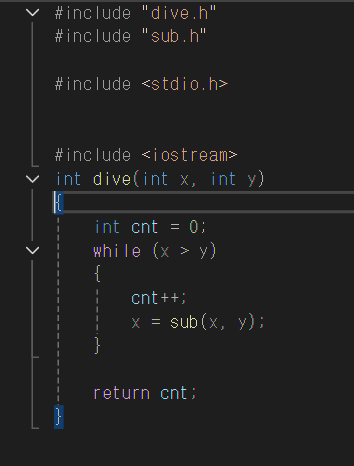 #include "dive.h"
#include "sub.h"
#include <stdio.h>
#include <iostream>
int dive(int x, int y)
{
int cnt = 0;
while (x > y)
{
cnt++;
x = sub(x, y);
}
return cnt;
}